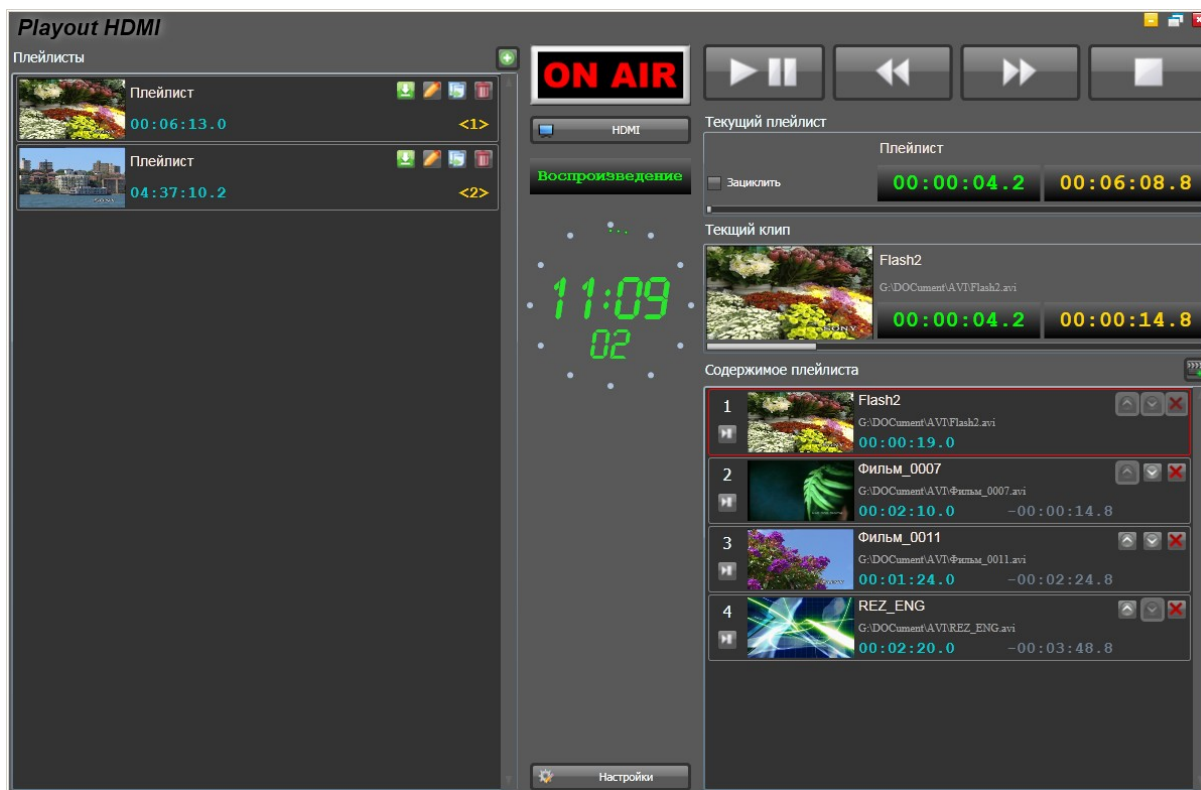 Playout HDMI
Плейлисты
Плейлист
00:06:13.0
<1>
Плейлист
04:37:10.2
<2>
ON AIR
HDMI
Воспроизведение
11:09
02
Настройки
Текущий плейлист
Плейлист
Зациклить
00:00:04.2
00:06:08.8
Текщий клип
Flash2
G:\DOCument\AVI\Flash2.avi
SONY
00:00:04.2
00:00:14.8
Содержимое плейлиста
1
Flash2
G:\DOCument\AVI\Flash2.avi
00:00:19.0
2
Фильм_0007
G:\DOCument\AVI\Фильм_0007.avi
00:02:10.0
-00:00:14.8
3
Фильм_0011
G:\DOCument\AVI\Фильм_0011.avi
00:01:24.0
-00:02:24.8
4
REZ_ENG
G:\DOCument\AVI\REZ_ENG.avi
00:02:20.0
-00:03:48.8